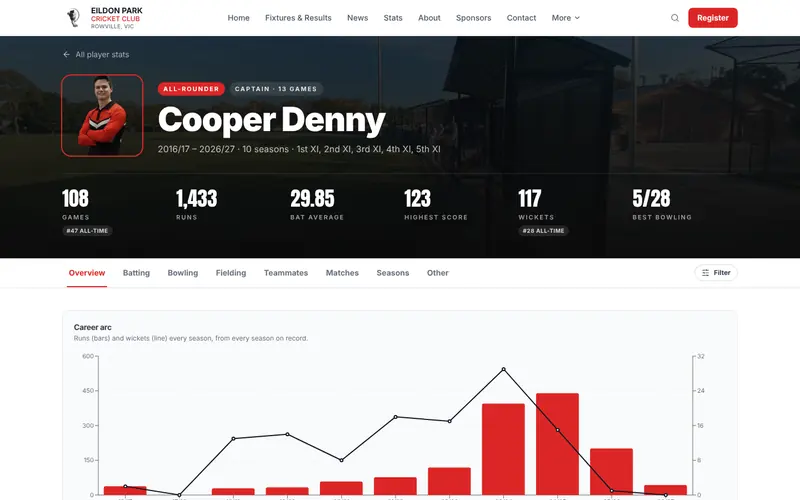 EILDON PARK
CRICKET CLUB
ROWVILLE, VIC
Home
Fixtures & Results
News
Stats
About
Sponsors
Contact
More
Register
All player stats
ALL-ROUNDER
CAPTAIN · 13 GAMES
Cooper Denny
2016/17 – 2026/27 · 10 seasons · 1st XI, 2nd XI, 3rd XI, 4th XI, 5th XI
108
GAMES
#47 ALL-TIME
1,433
RUNS
29.85
BAT AVERAGE
123
HIGHEST SCORE
117
WICKETS
#28 ALL-TIME
5/28
BEST BOWLING
Overview
Batting
Bowling
Fielding
Teammates
Matches
Seasons
Other
Filter
Career arc
Runs (bars) and wickets (line) every season, from every season on record.
600
450
300
150
0
32
24
16
8
0